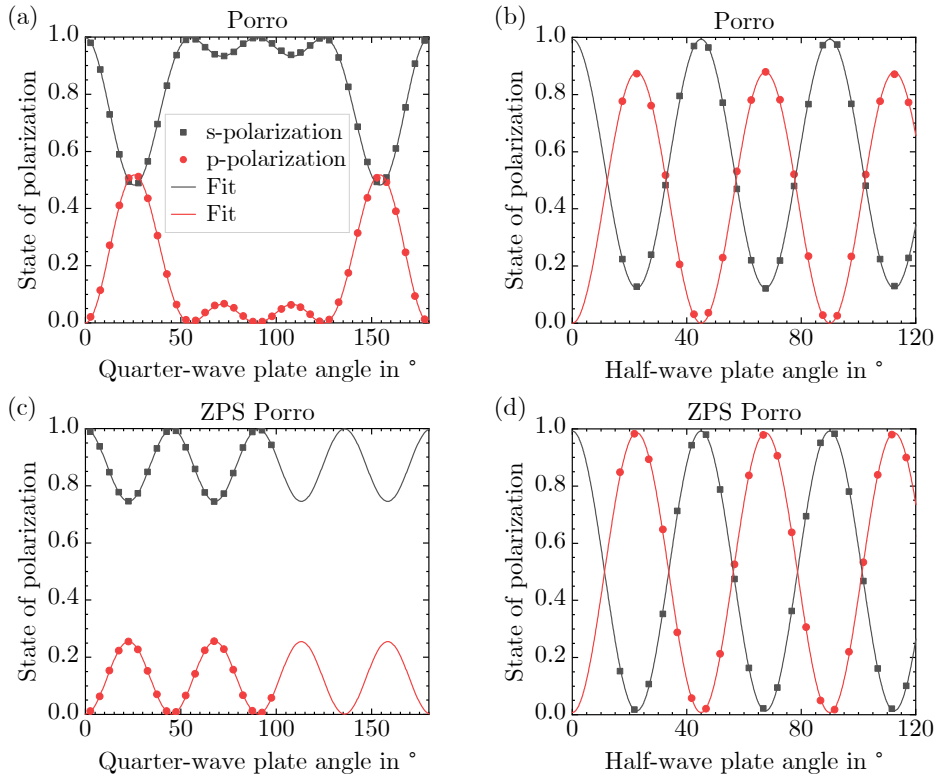 (a)
Porro
(b)
Porro
State of polarization
1.0
0.8
0.6
0.4
0.2
0.0
s-polarization
p-polarization
Fit
Fit
0
50
100
150
Quarter-wave plate angle in °
State of polarization
1.0
0.8
0.6
0.4
0.2
0.0
0
40
80
120
Half-wave plate angle in °
(c)
ZPS Porro
(d)
ZPS Porro
State of polarization
1.0
0.8
0.6
0.4
0.2
0.0
0
50
100
150
Quarter-wave plate angle in °
State of polarization
1.0
0.8
0.6
0.4
0.2
0.0
0
40
80
120
Half-wave plate angle in °